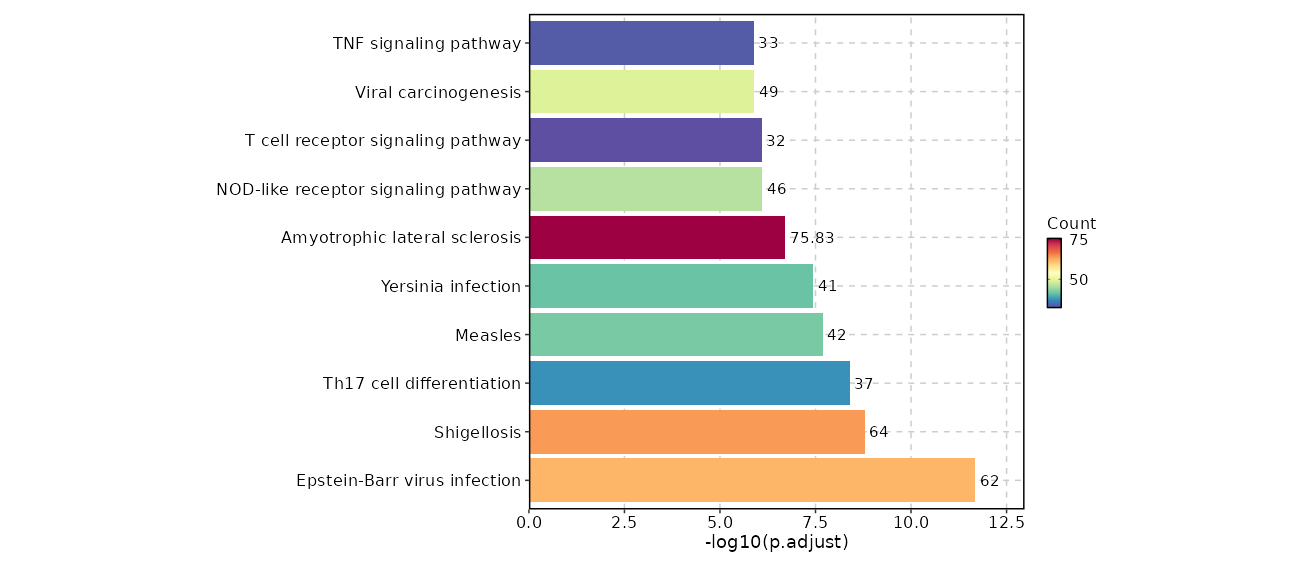 TNF signaling pathway 33
Viral carcinogenesis 49
T cell receptor signaling pathway 32
NOD-like receptor signaling pathway 46
Amyotrophic lateral sclerosis 75.83
Yersinia infection 41
Measles 42
Th17 cell differentiation 37
Shigellosis 64
Epstein-Barr virus infection 62
0.0 2.5 5.0 7.5 10.0 12.5
-log10(p.adjust)
Count
75
50